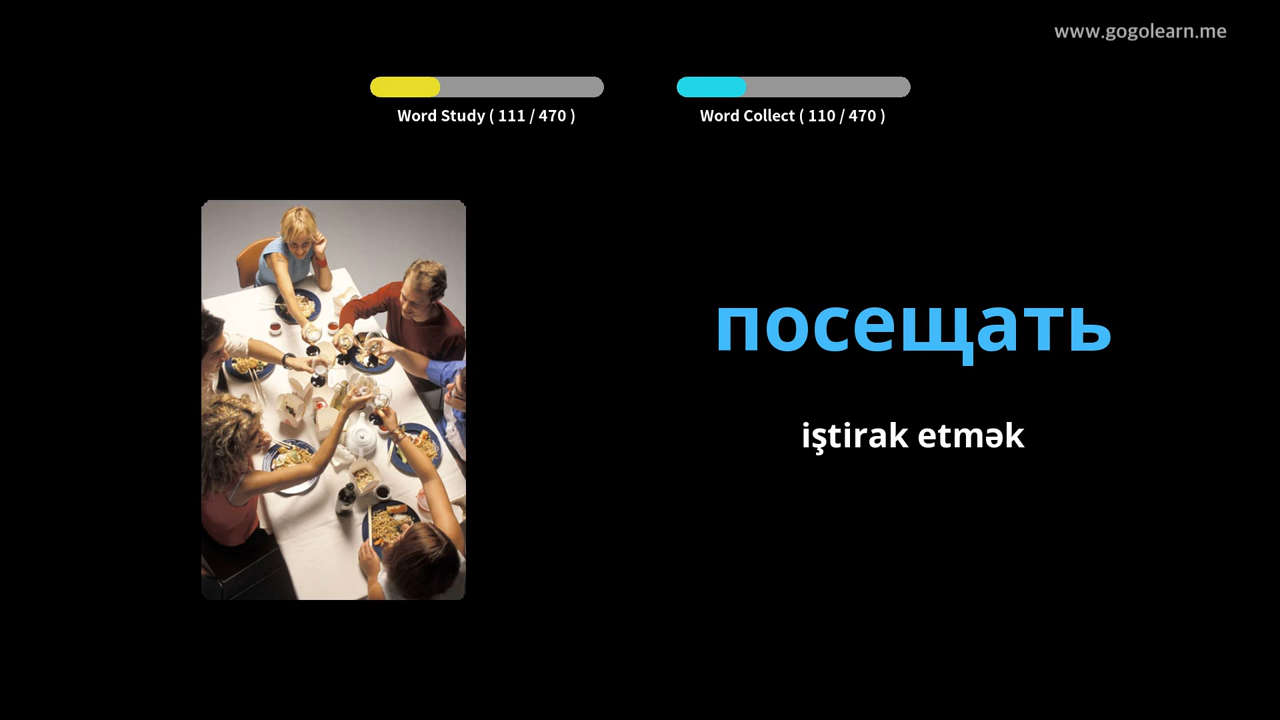 www.gogolearn.me
Word Study ( 111 / 470 )
Word Collect ( 110 / 470 )
посещать
iştirak etmək